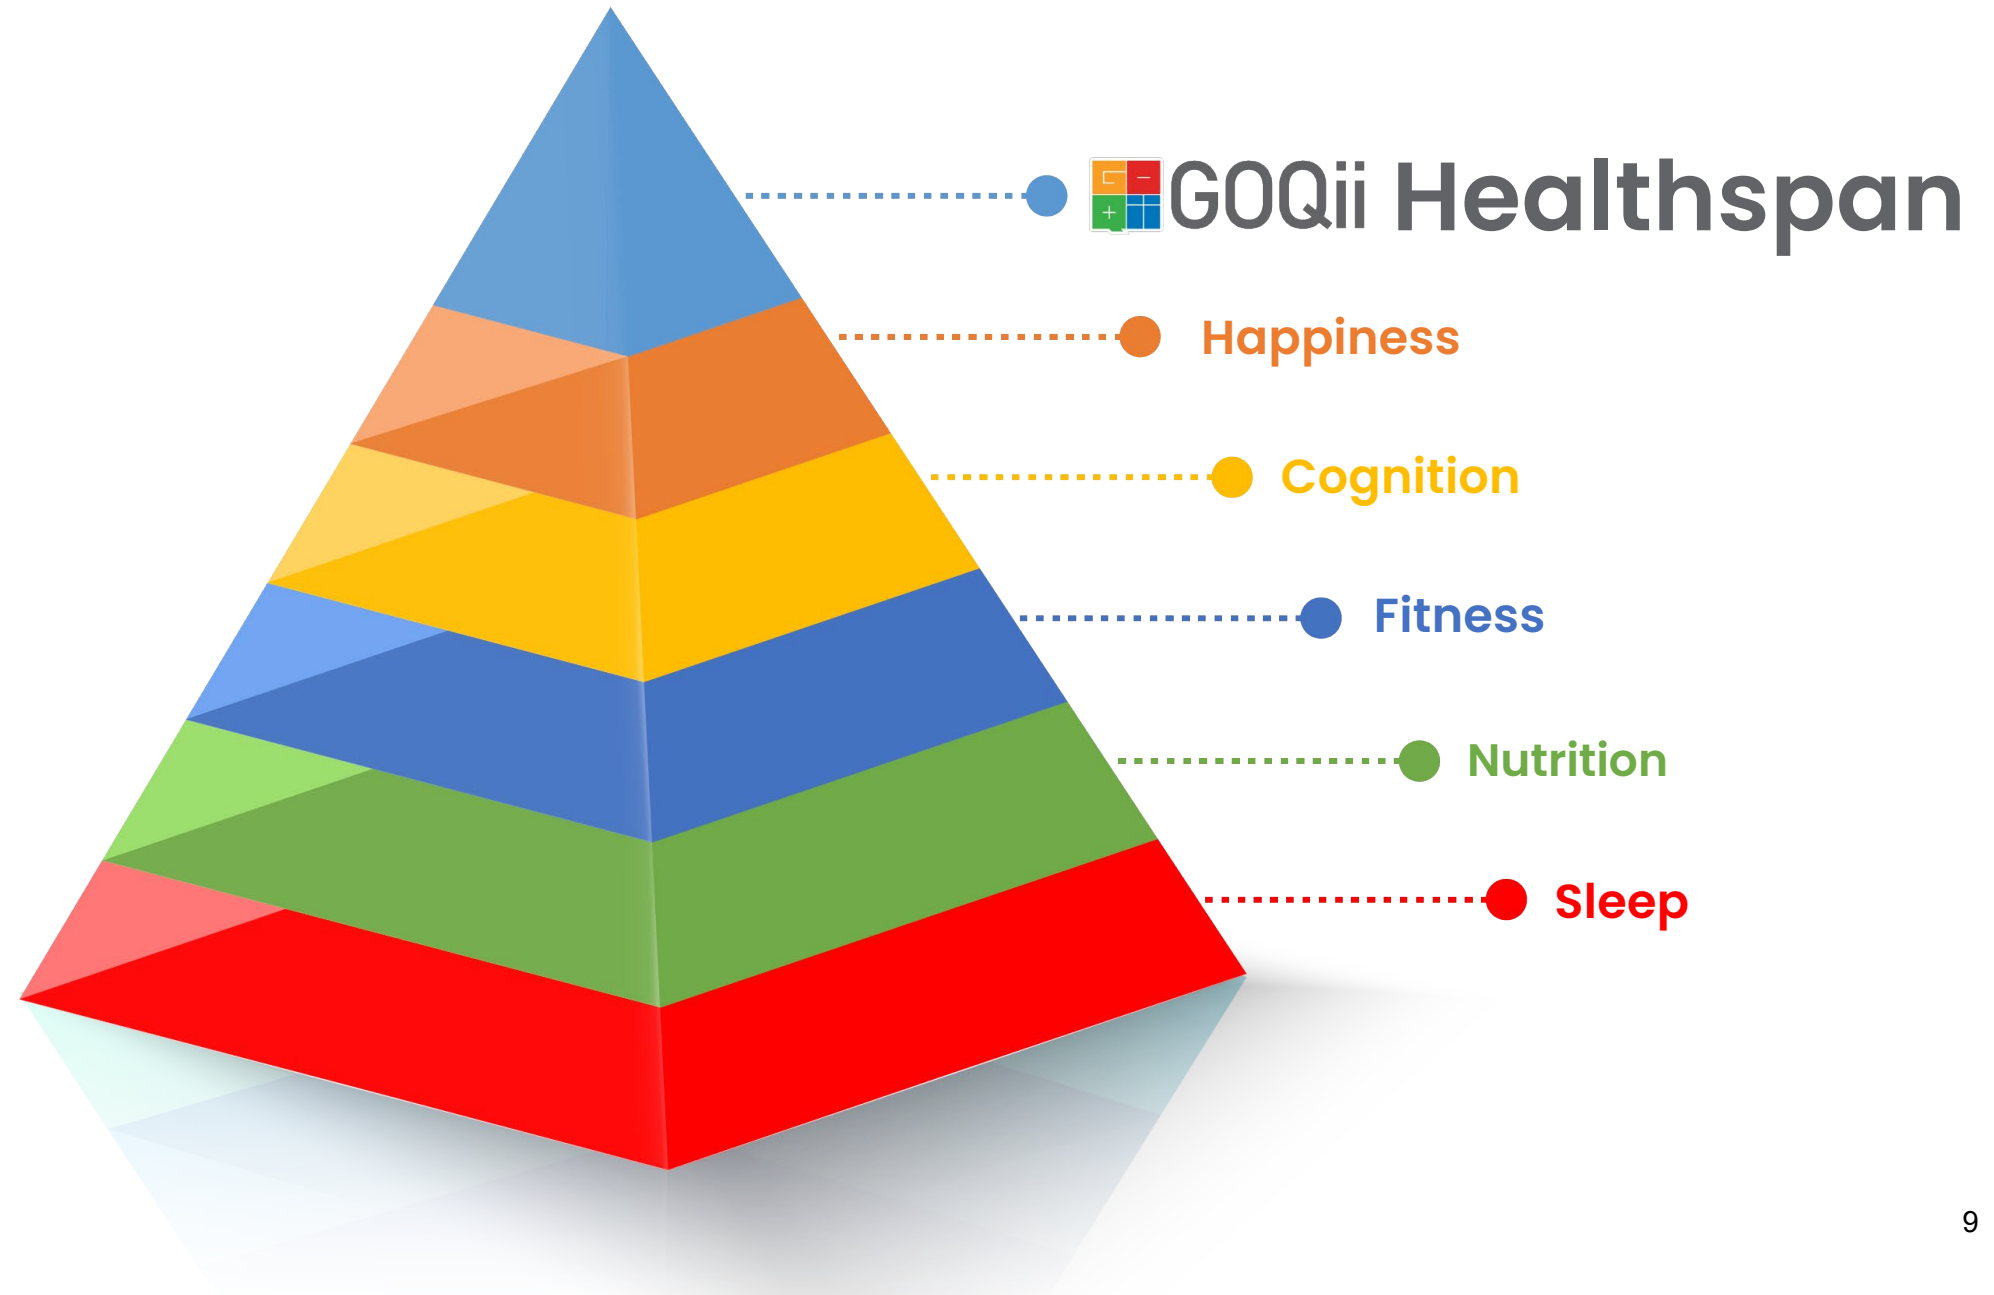 GOQii Healthspan
Happiness
Cognition
Fitness
Nutrition
Sleep
9